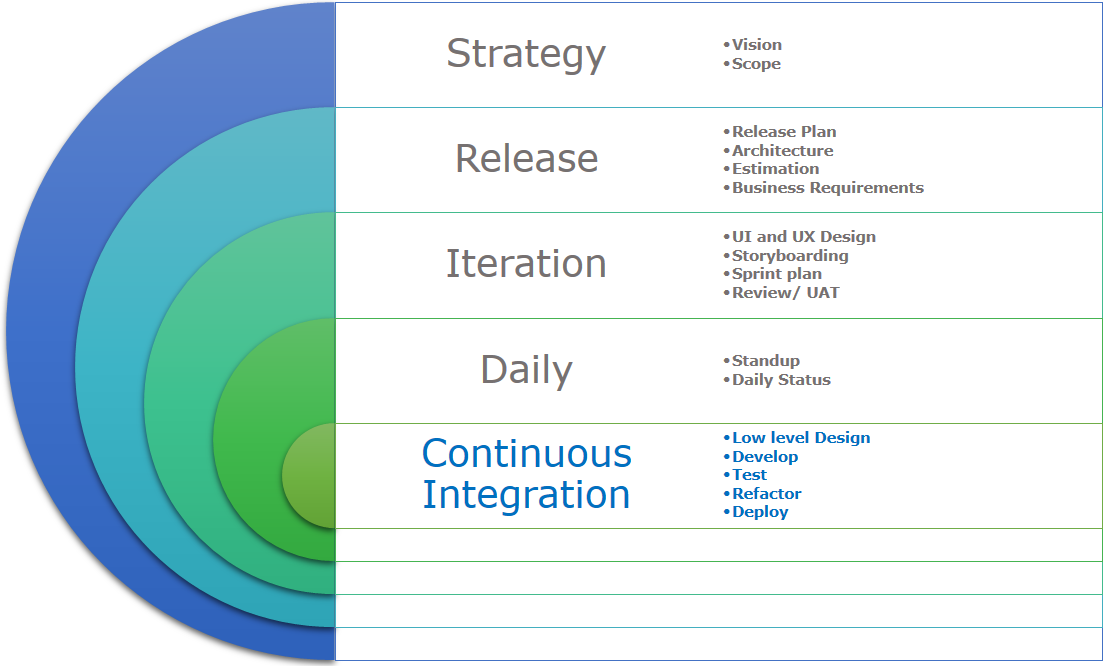 Strategy
•Vision
•Scope
Release
•Release Plan
•Architecture
•Estimation
•Business Requirements
Iteration
•UI and UX Design
•Storyboarding
•Sprint plan
•Review/ UAT
Daily
•Standup
•Daily Status
Continuous
Integration
•Low level Design
•Develop
•Test
•Refactor
•Deploy